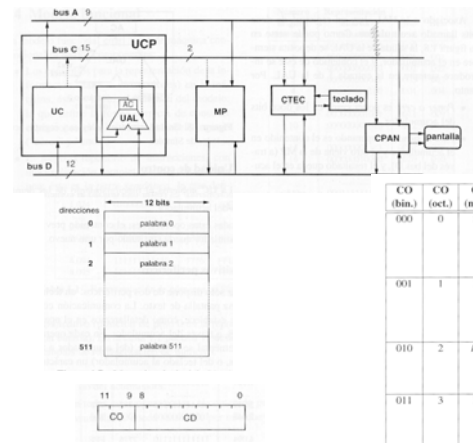 bus A 9
bus C 15 UCP 2
UC AC UAL MP CTEC teclado
CPAN pantalla
bus D 12
12 bits
direcciones
0 palabra 0
1 palabra 1
2 palabra 2
511 palabra 511
11 9 8 0
CO CD
CO CO
(bin.) (oct.)
000 0
001 1
010 2
011 3